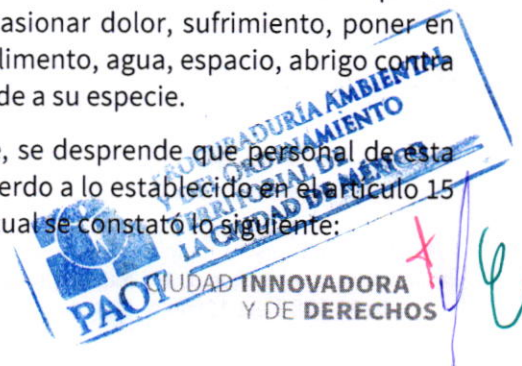 asionar dolor, sufrimiento, poner en
limento, agua, espacio, abrigo contra
de a su especie.
, se desprende que personal de esta
erdo a lo establecido en el artículo 15
ual se constató lo siguiente:
PROCURADURÍA AMBIENTAL
Y DEL ORDENAMIENTO
TERRITORIAL DE
LA CIUDAD DE MÉXICO
PAOT
CIUDAD INNOVADORA
Y DE DERECHOS